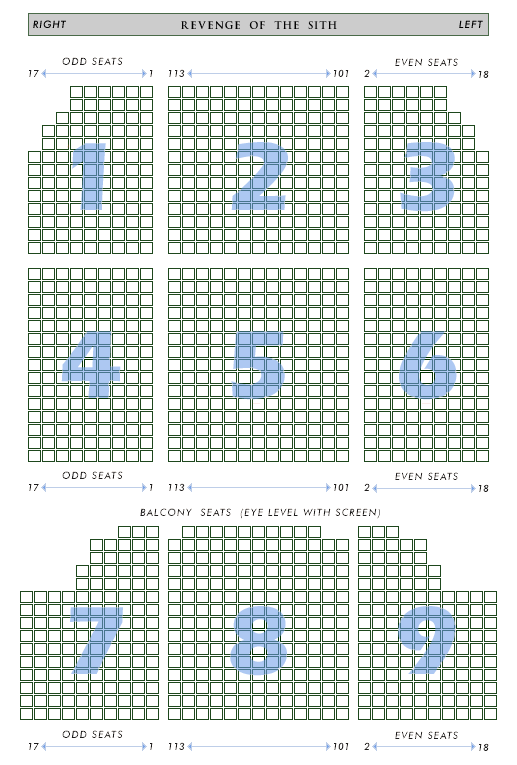 RIGHT REVENGE OF THE SITH LEFT
ODD SEATS EVEN SEATS
17 1 113 101 2 18
1 2 3
4 5 6
ODD SEATS EVEN SEATS
17 1 113 101 2 18
BALCONY SEATS (EYE LEVEL WITH SCREEN)
7 8 9
ODD SEATS EVEN SEATS
17 1 113 101 2 18